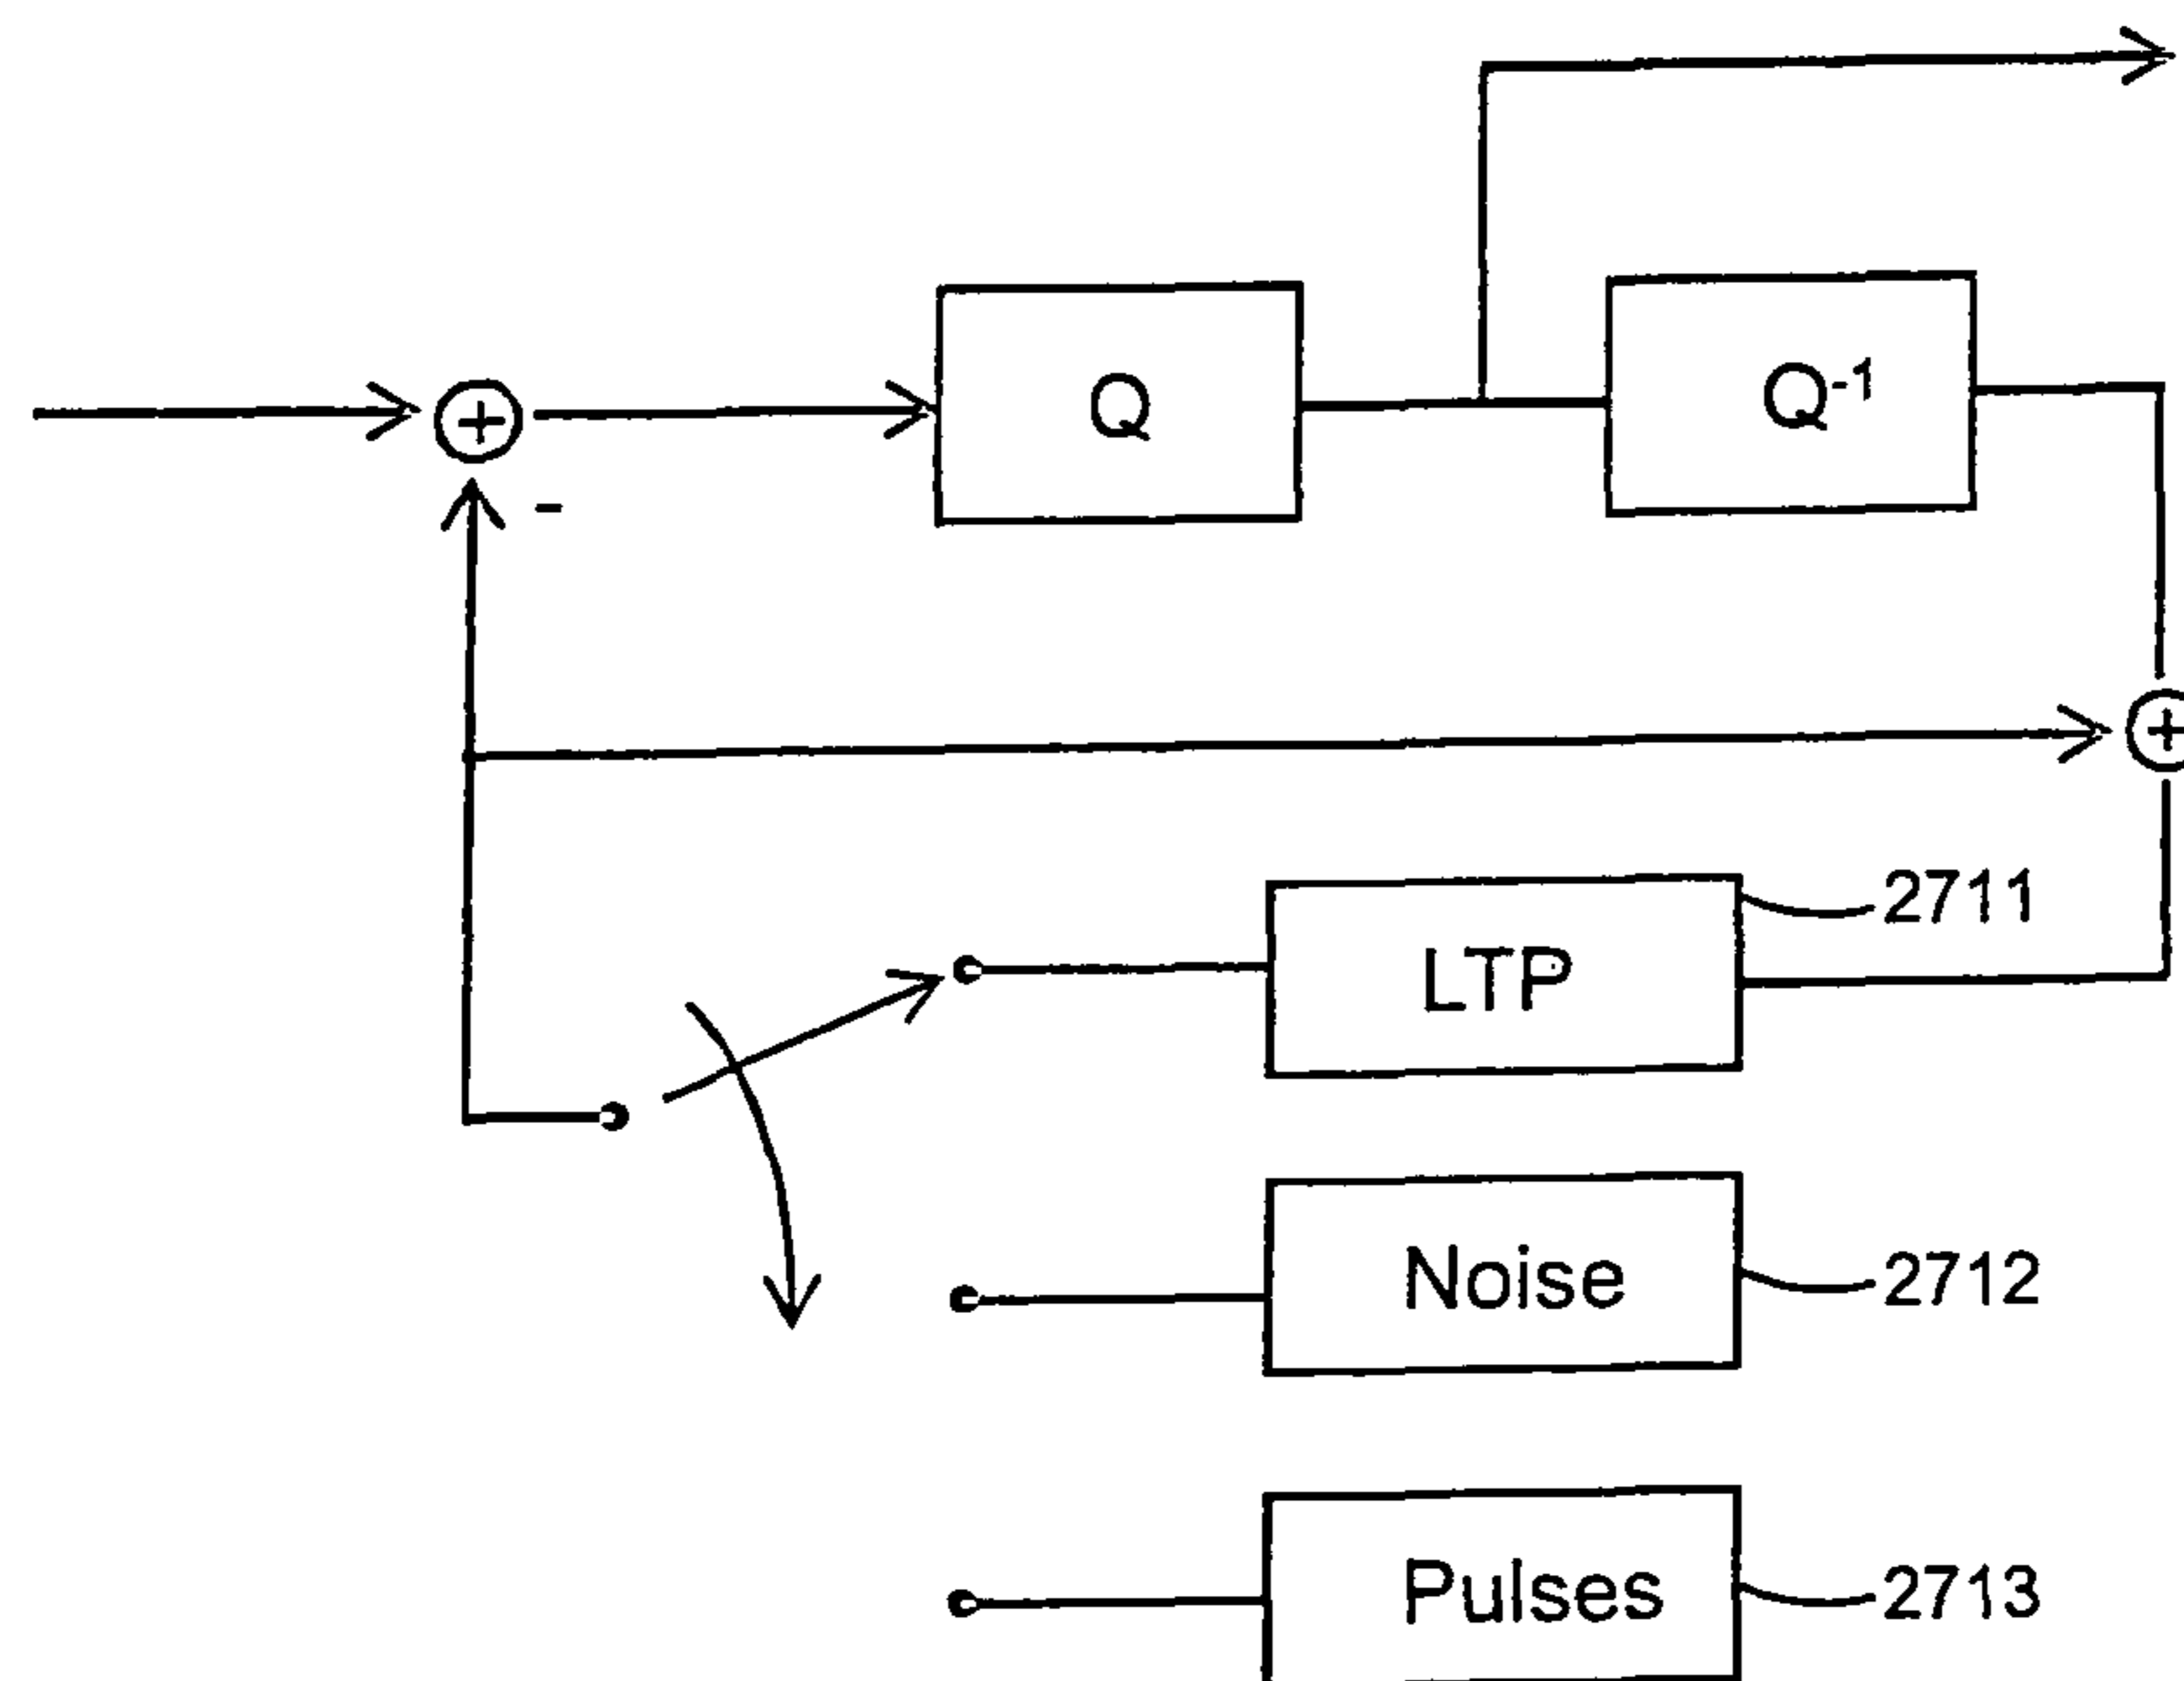 Q
Q⁻¹
+
-
+
LTP
2711
Noise
2712
Pulses
2713